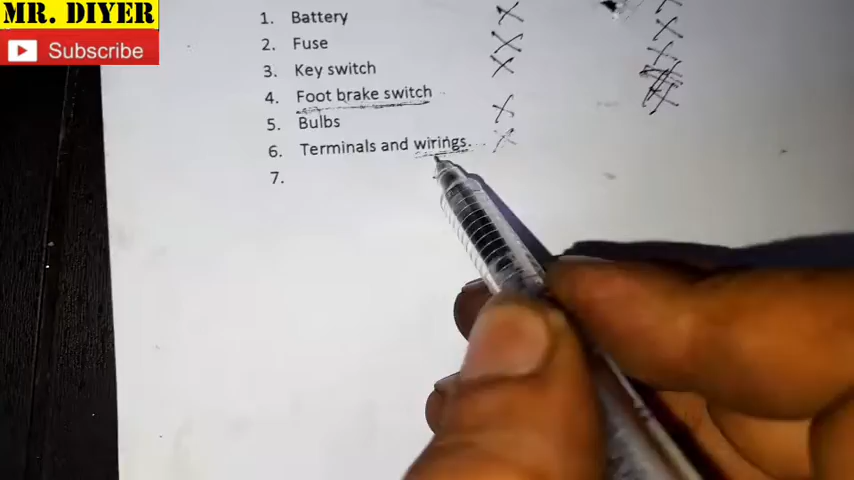 MR. DIYER
Subscribe
1. Battery
2. Fuse
3. Key switch
4. Foot brake switch
5. Bulbs
6. Terminals and wirings.
7.